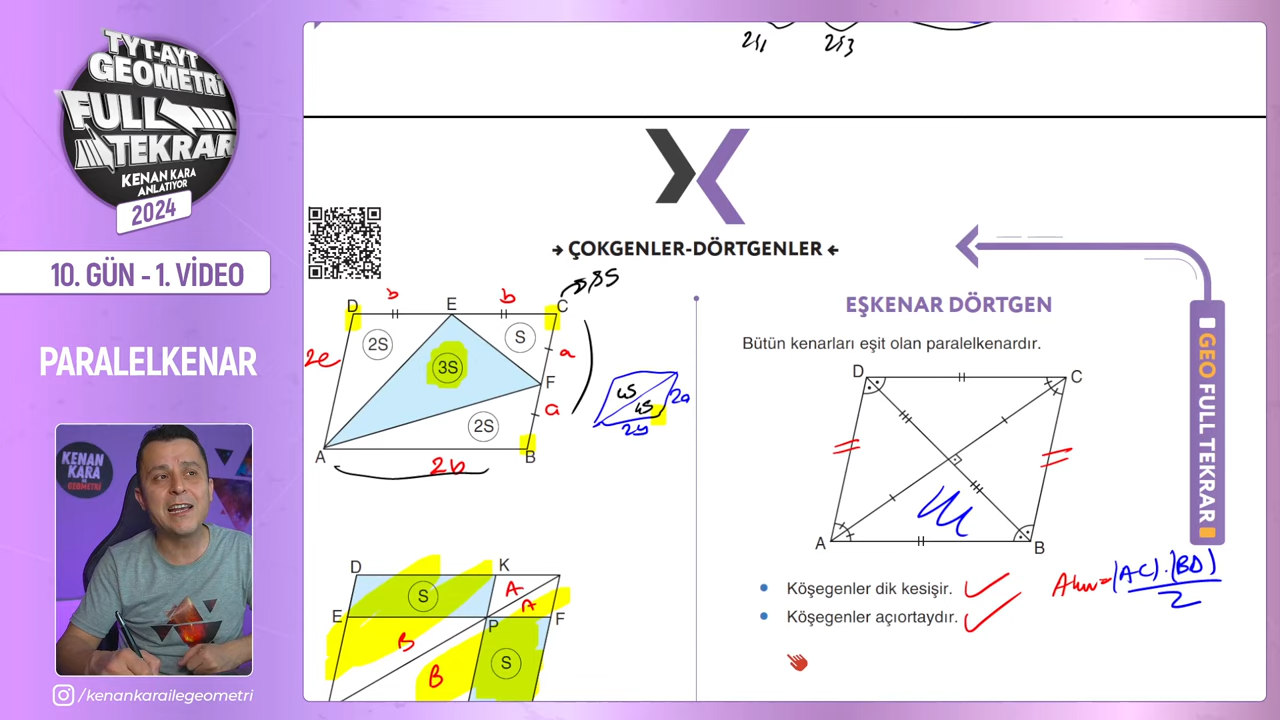 TYT-AYT
GEOMETRİ
FULL
TEKRAR
KENAN KARA
ANLATIYOR
2024
10. GÜN - 1. VİDEO
PARALELKENAR
KENAN
KARA
GEOMETRİ
/kenankarailegeometri
→ ÇOKGENLER-DÖRTGENLER ←
8S
b b
D E C
2S S
2a 3S a
F
a
2S
A B
2b
4S
4S
2a
D K
S A
A
E P F
B
B S
EŞKENAR DÖRTGEN
Bütün kenarları eşit olan paralelkenardır.
D C
A B
• Köşegenler dik kesişir.
• Köşegenler açıortaydır.
Alan = |AC|.|BD|
2
GEO FULL TEKRAR